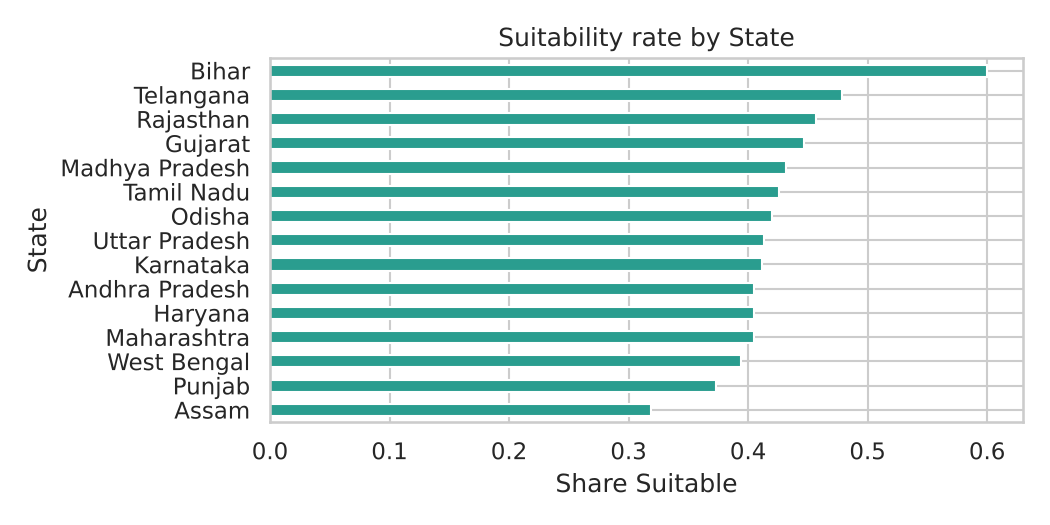 Suitability rate by State
Bihar
Telangana
Rajasthan
Gujarat
Madhya Pradesh
Tamil Nadu
Odisha
Uttar Pradesh
Karnataka
Andhra Pradesh
Haryana
Maharashtra
West Bengal
Punjab
Assam
State
0.0 0.1 0.2 0.3 0.4 0.5 0.6
Share Suitable